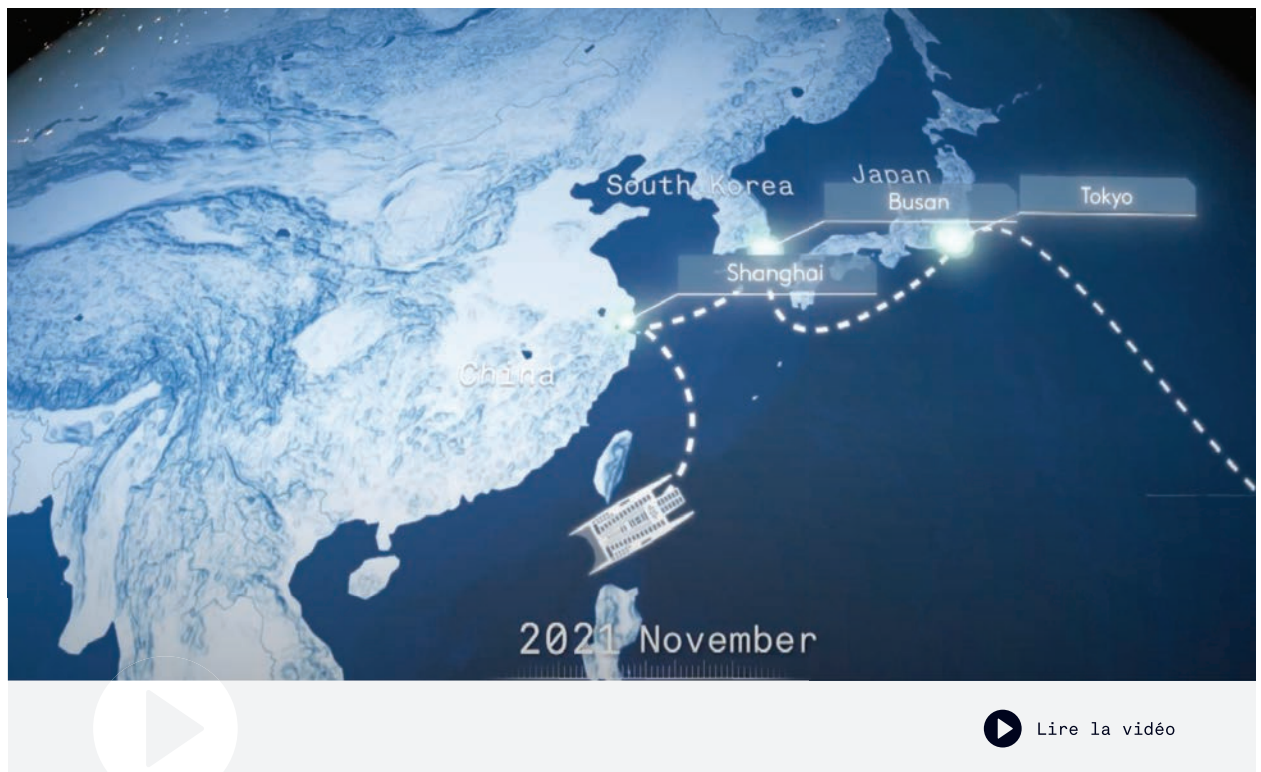 South Korea
Japan
Busan
Tokyo
Shanghai
China
2021 November
Lire la vidéo